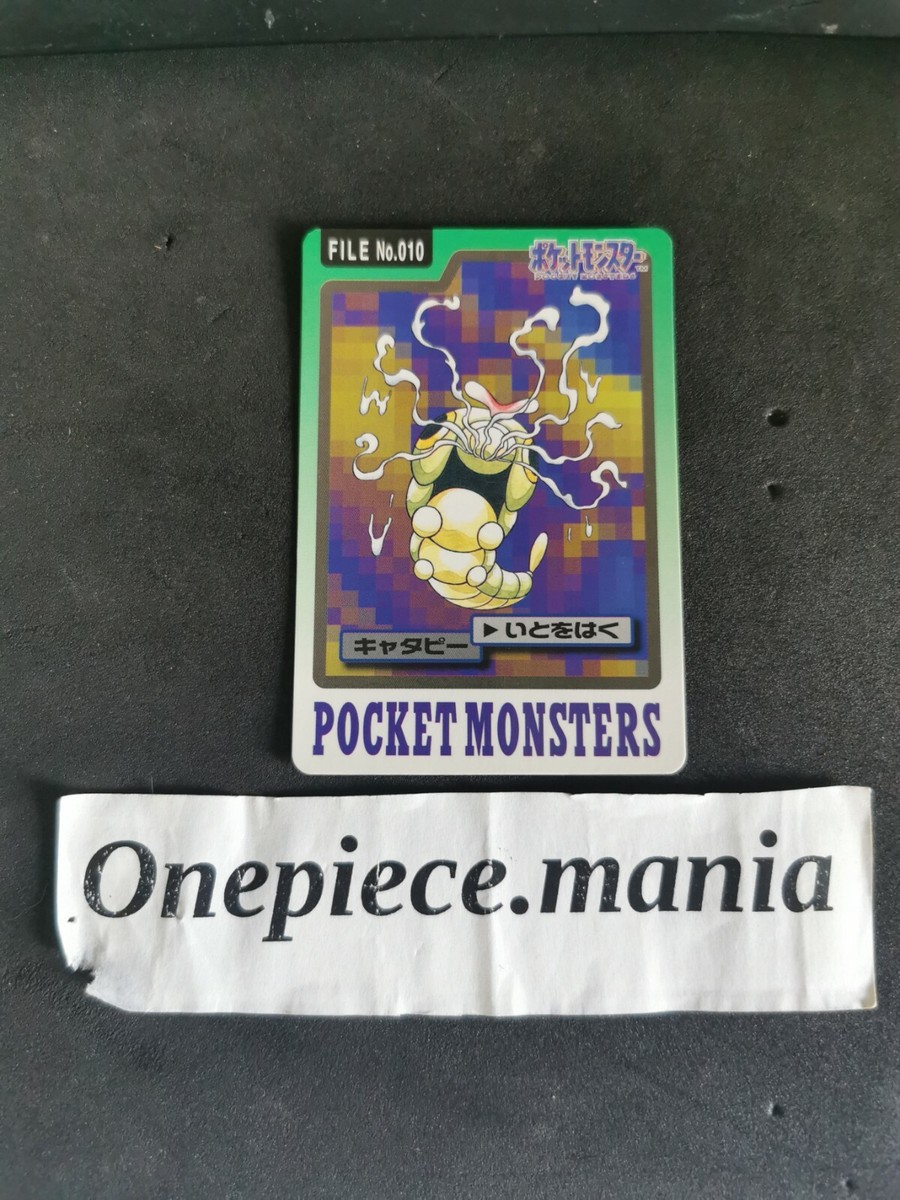 FILE No.010
ポケットモンスター
TM
キャタピー
▶いとをはく
POCKET MONSTERS
Onepiece.mania